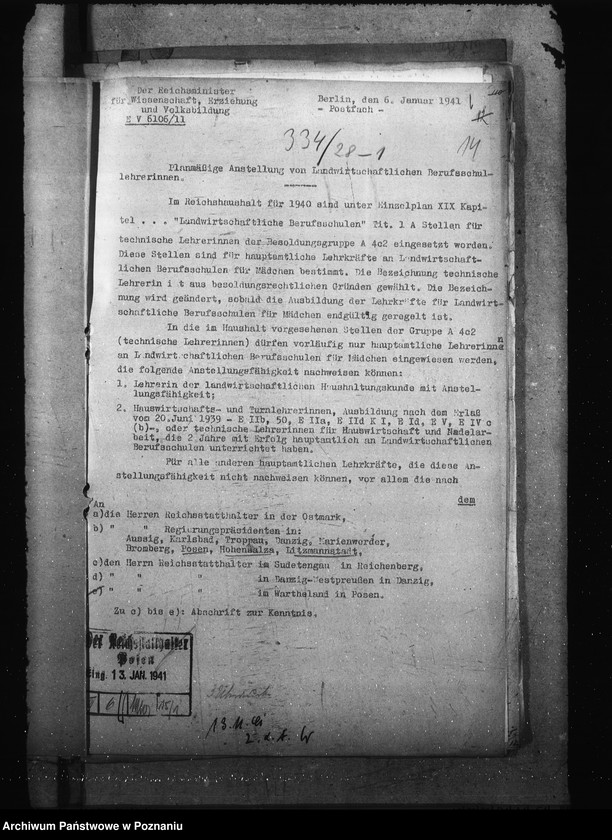 Der Reichsminister
für Wissenschaft, Erziehung
und Volksbildung
E V 6106/11
Berlin, den 6. Januar 1941
- Postfach -
334/28-1
14
Planmäßige Anstellung von Landwirtschaftlichen Berufsschul-
lehrerinnen.
Im Reichshaushalt für 1940 sind unter Einzelplan XIX Kapi-
tel . . . "Landwirtschaftliche Berufsschulen" Tit. 1 A Stellen für
technische Lehrerinnen der Besoldungsgruppe A 4c2 eingesetzt worden.
Diese Stellen sind für hauptamtliche Lehrkräfte an Landwirtschaft-
lichen Berufsschulen für Mädchen bestimmt. Die Bezeichnung technische
Lehrerin i t aus besoldungsrechtlichen Gründen gewählt. Die Bezeich-
nung wird geändert, sobald die Ausbildung der Lehrkräfte für Landwirt-
schaftliche Berufsschulen für Mädchen endgültig geregelt ist.
In die im Haushalt vorgesehenen Stellen der Gruppe A 4c2
(technische Lehrerinnen) dürfen vorläufig nur hauptamtliche Lehrerinnen
an Landwirtschaftlichen Berufsschulen für Mädchen eingewiesen werden,
die folgende Anstellungsfähigkeit nachweisen können:
1. Lehrerin der landwirtschaftlichen Haushaltungskunde mit Anstel-
lungsfähigkeit;
2. Hauswirtschafts- und Turnlehrerinnen, Ausbildung nach dem Erlaß
vom 20.Juni 1939 - E IIb, 50, E IIa, E IId K I, E Id, E V, E IV c
(b)-, oder technische Lehrerinnen für Hauswirtschaft und Nadelar-
beit, die 2 Jahre mit Erfolg hauptamtlich an Landwirtschaftlichen
Berufsschulen unterrichtet haben.
Für alle anderen hauptamtlichen Lehrkräfte, die diese An-
stellungsfähigkeit nicht nachweisen können, vor allem die nach
dem
An
a)die Herren Reichsstatthalter in der Ostmark,
b) " " Regierungspräsidenten in:
Aussig, Karlsbad, Troppau, Danzig, Marienwerder,
Bromberg, Posen, Hohensalza, Litzmannstadt,
c)den Herrn Reichsstatthalter im Sudetengau in Reichenberg,
d) " " " in Danzig-Westpreußen in Danzig,
e) " " " im Wartheland in Posen.
Zu c) bis e): Abschrift zur Kenntnis.
Der Reichsstatthalter
Posen
Eing. 13. JAN. 1941
Archiwum Państwowe w Poznaniu